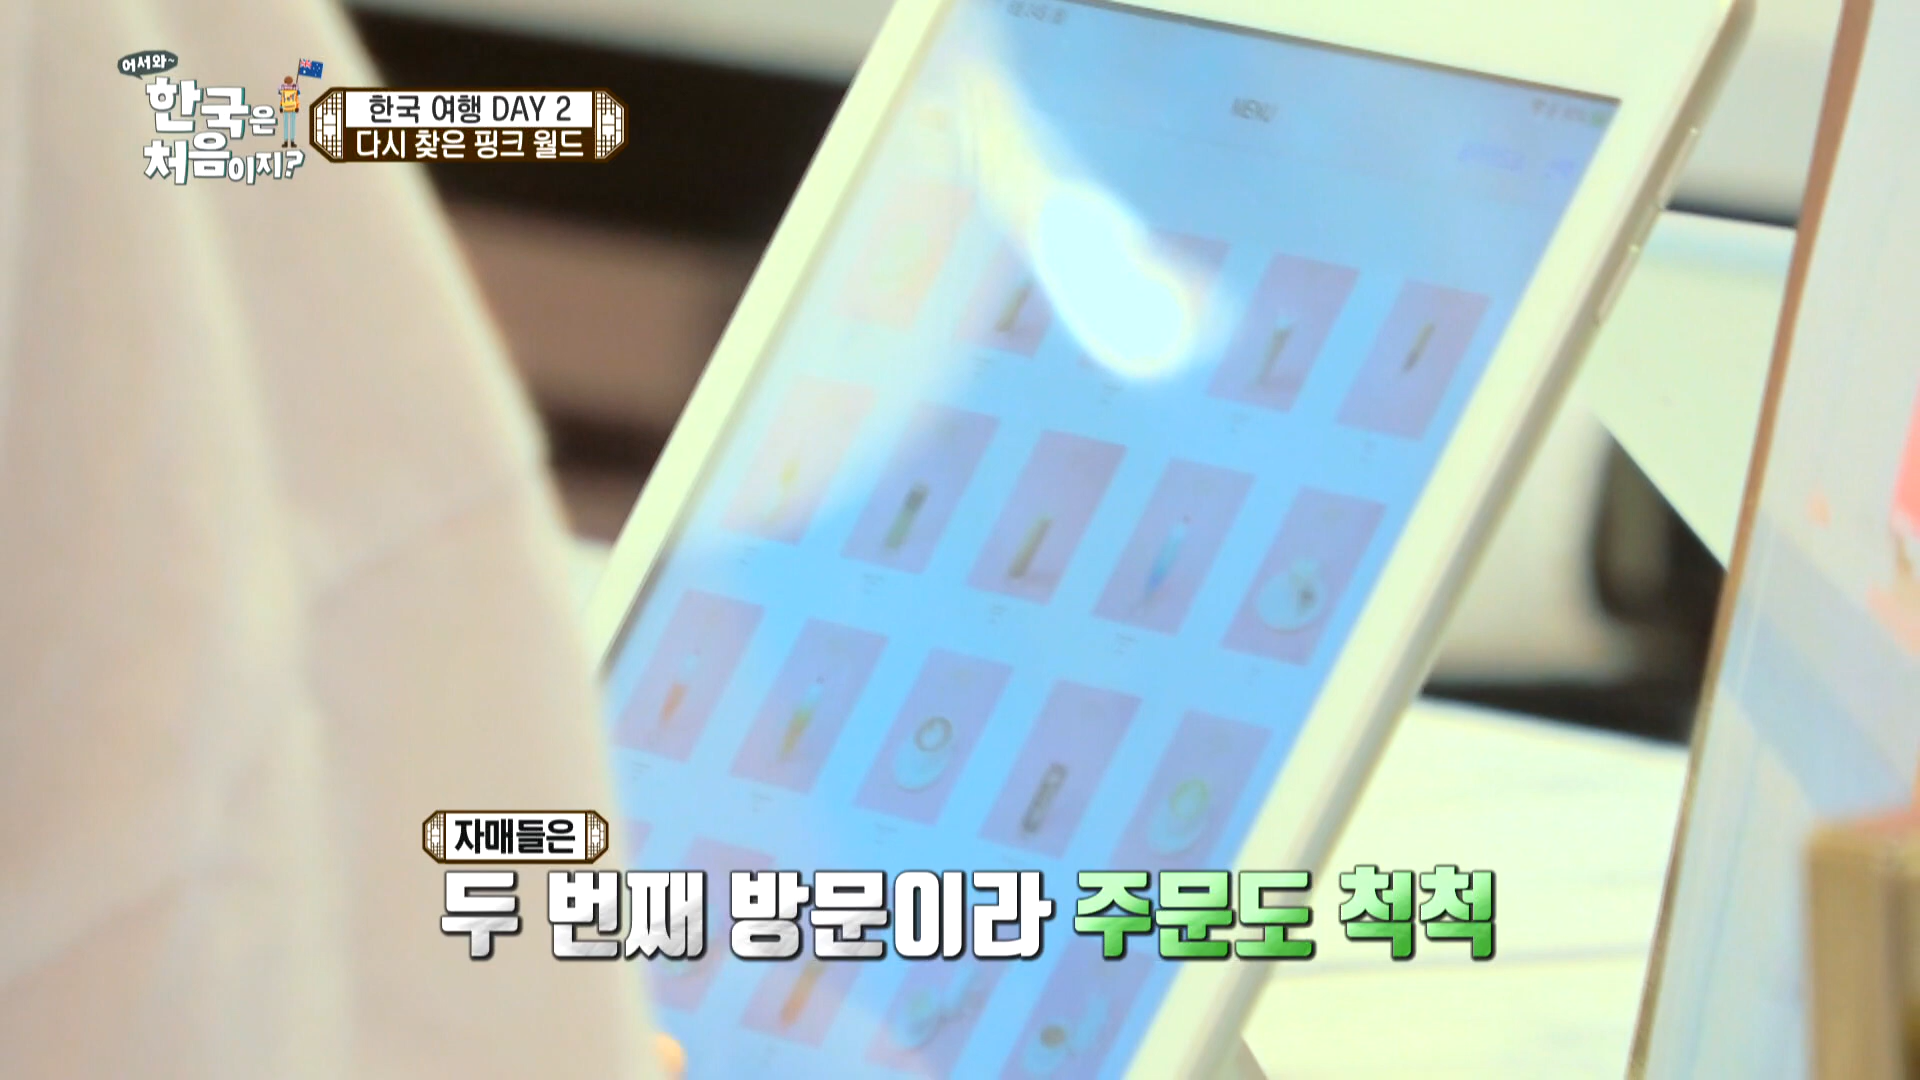 어서와~
한국은
처음이지?
한국 여행 DAY 2
다시 찾은 핑크 월드
MENU
자매들은
두 번째 방문이라 주문도 척척